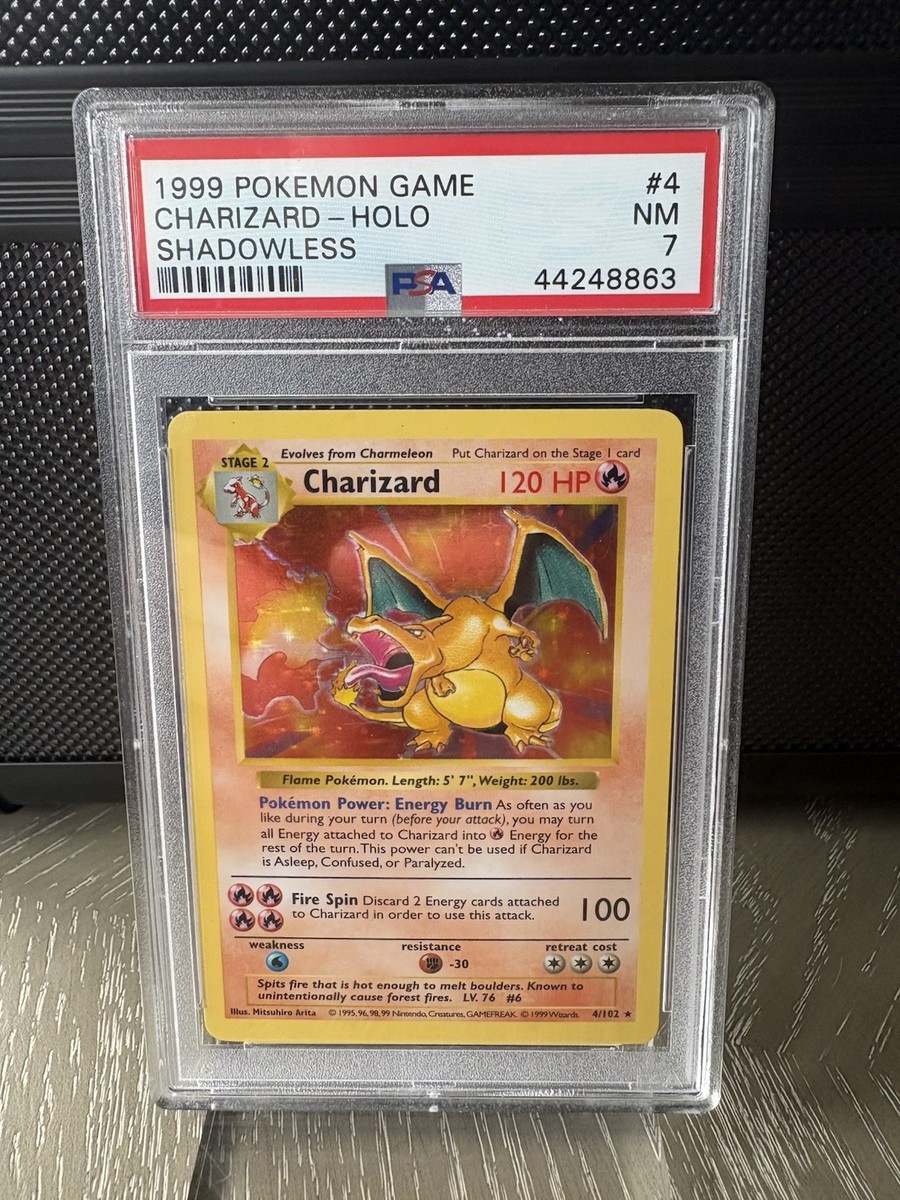 1999 POKEMON GAME #4
CHARIZARD – HOLO NM
SHADOWLESS 7
PSA 44248863
STAGE 2 Evolves from Charmeleon Put Charizard on the Stage 1 card
Charizard 120 HP
Flame Pokémon. Length: 5' 7", Weight: 200 lbs.
Pokémon Power: Energy Burn As often as you
like during your turn (before your attack), you may turn
all Energy attached to Charizard into Energy for the
rest of the turn. This power can't be used if Charizard
is Asleep, Confused, or Paralyzed.
Fire Spin Discard 2 Energy cards attached
to Charizard in order to use this attack. 100
weakness resistance retreat cost
-30
Spits fire that is hot enough to melt boulders. Known to
unintentionally cause forest fires. LV. 76 #6
Illus. Mitsuhiro Arita © 1995, 96, 98, 99 Nintendo, Creatures, GAMEFREAK. © 1999 Wizards. 4/102 ★